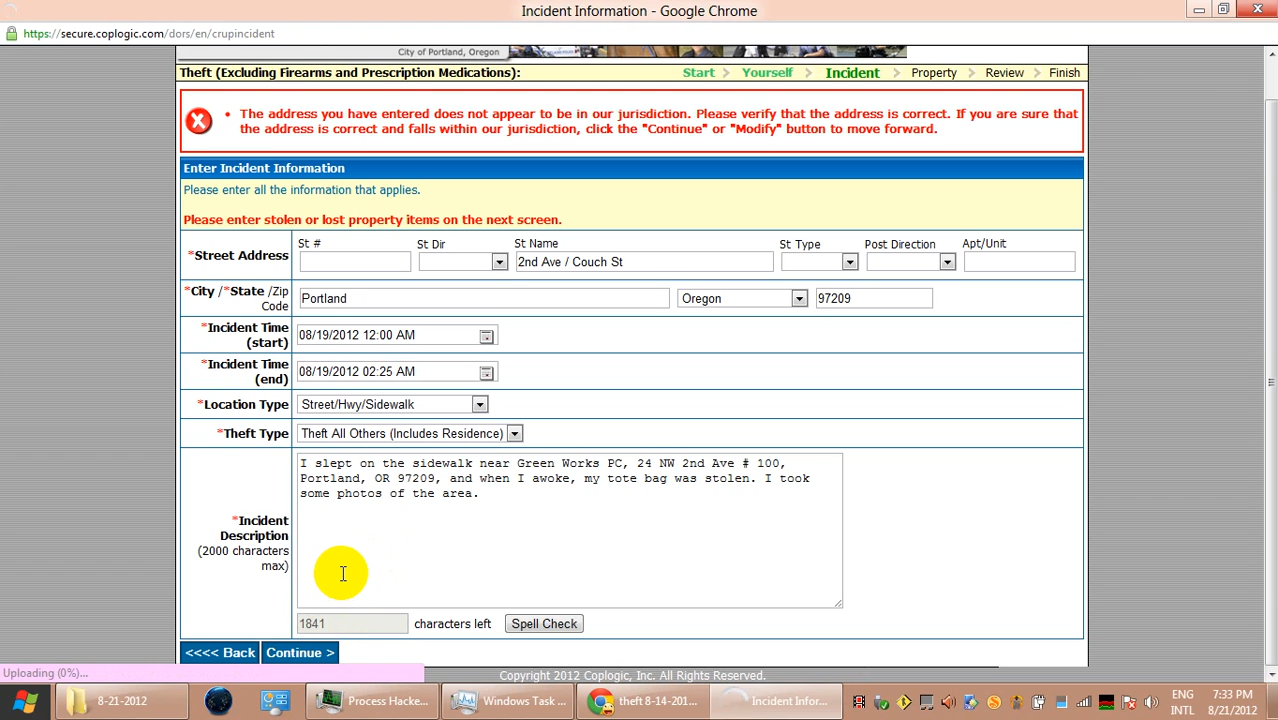 Incident Information - Google Chrome
https://secure.coplogic.com/dors/en/crupincident
City of Portland, Oregon
Theft (Excluding Firearms and Prescription Medications): Start Yourself Incident Property Review Finish
• The address you have entered does not appear to be in our jurisdiction. Please verify that the address is correct. If you are sure that
the address is correct and falls within our jurisdiction, click the "Continue" or "Modify" button to move forward.
Enter Incident Information
Please enter all the information that applies.
Please enter stolen or lost property items on the next screen.
St # St Dir St Name St Type Post Direction Apt/Unit
*Street Address 2nd Ave / Couch St
*City /*State /Zip
Code
Portland Oregon 97209
*Incident Time
(start)
08/19/2012 12:00 AM
*Incident Time
(end)
08/19/2012 02:25 AM
*Location Type Street/Hwy/Sidewalk
*Theft Type Theft All Others (Includes Residence)
*Incident
Description
(2000 characters
max)
I slept on the sidewalk near Green Works PC, 24 NW 2nd Ave # 100,
Portland, OR 97209, and when I awoke, my tote bag was stolen. I took
some photos of the area.
1841 characters left Spell Check
<<<< Back Continue >
Uploading (0%)...
Copyright 2012 Coplogic, Inc. All Rights Reserved.
8-21-2012 Process Hacke... Windows Task ... theft 8-14-201... Incident Infor...
ENG
INTL
7:33 PM
8/21/2012